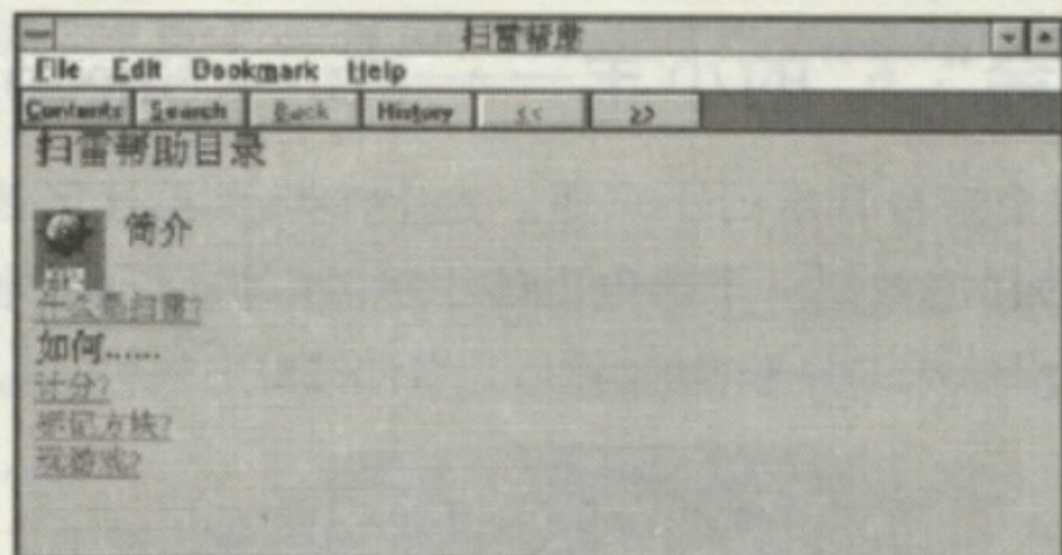 扫雷帮助
File Edit Bookmark Help
Contents Search Back History << >>
扫雷帮助目录
简介
什么是扫雷?
如何……
计分?
标记方块?
玩游戏?